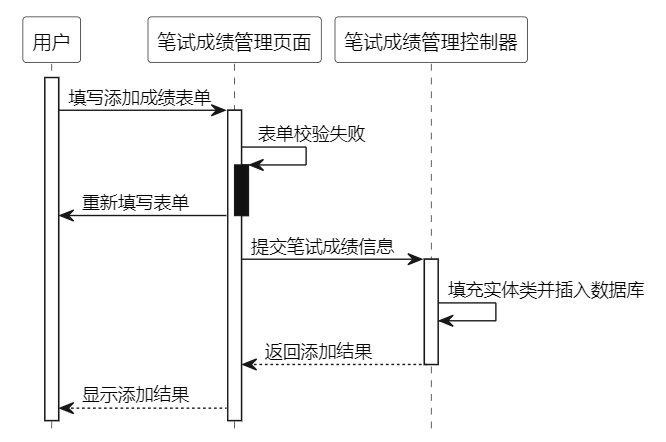 用户
笔试成绩管理页面
笔试成绩管理控制器
填写添加成绩表单
表单校验失败
重新填写表单
提交笔试成绩信息
填充实体类并插入数据库
返回添加结果
显示添加结果